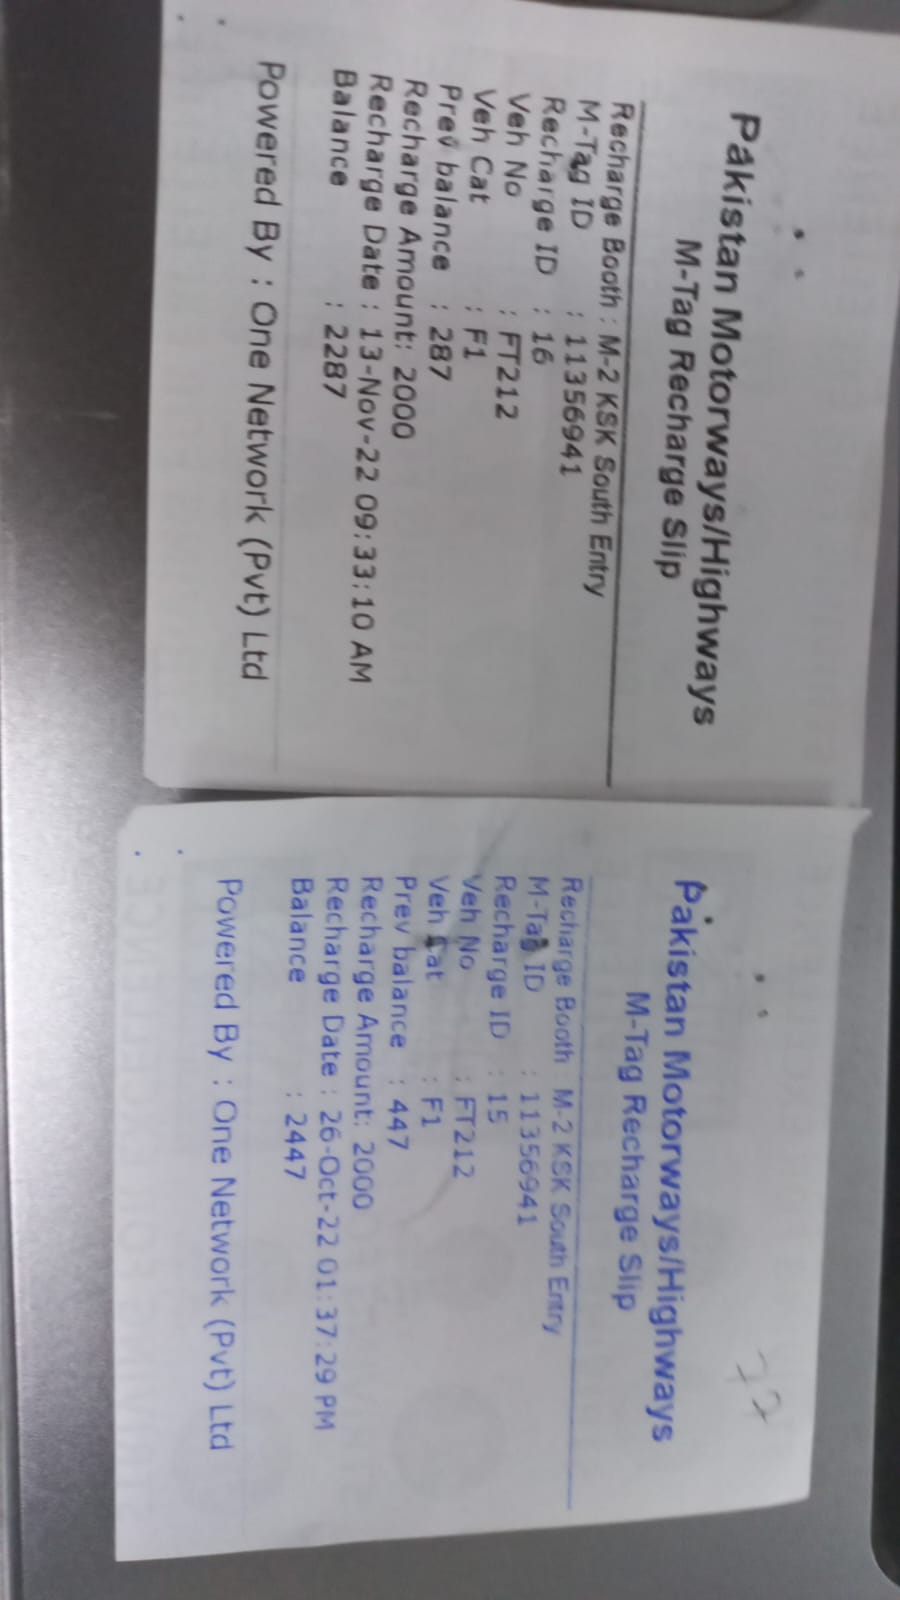 Pakistan Motorways/Highways
M-Tag Recharge Slip
Recharge Booth : M-2 KSK South Entry
M-Tag ID : 11356941
Recharge ID : 16
Veh No : FT212
Veh Cat : F1
Prev balance : 287
Recharge Amount: 2000
Recharge Date : 13-Nov-22 09:33:10 AM
Balance : 2287
Powered By : One Network (Pvt) Ltd
Pakistan Motorways/Highways
M-Tag Recharge Slip
Recharge Booth M-2 KSK South Entry
M-Tag ID : 11356941
Recharge ID : 15
Veh No : FT212
Veh Cat : F1
Prev balance : 447
Recharge Amount: 2000
Recharge Date : 26-Oct-22 01:37:29 PM
Balance : 2447
Powered By : One Network (Pvt) Ltd